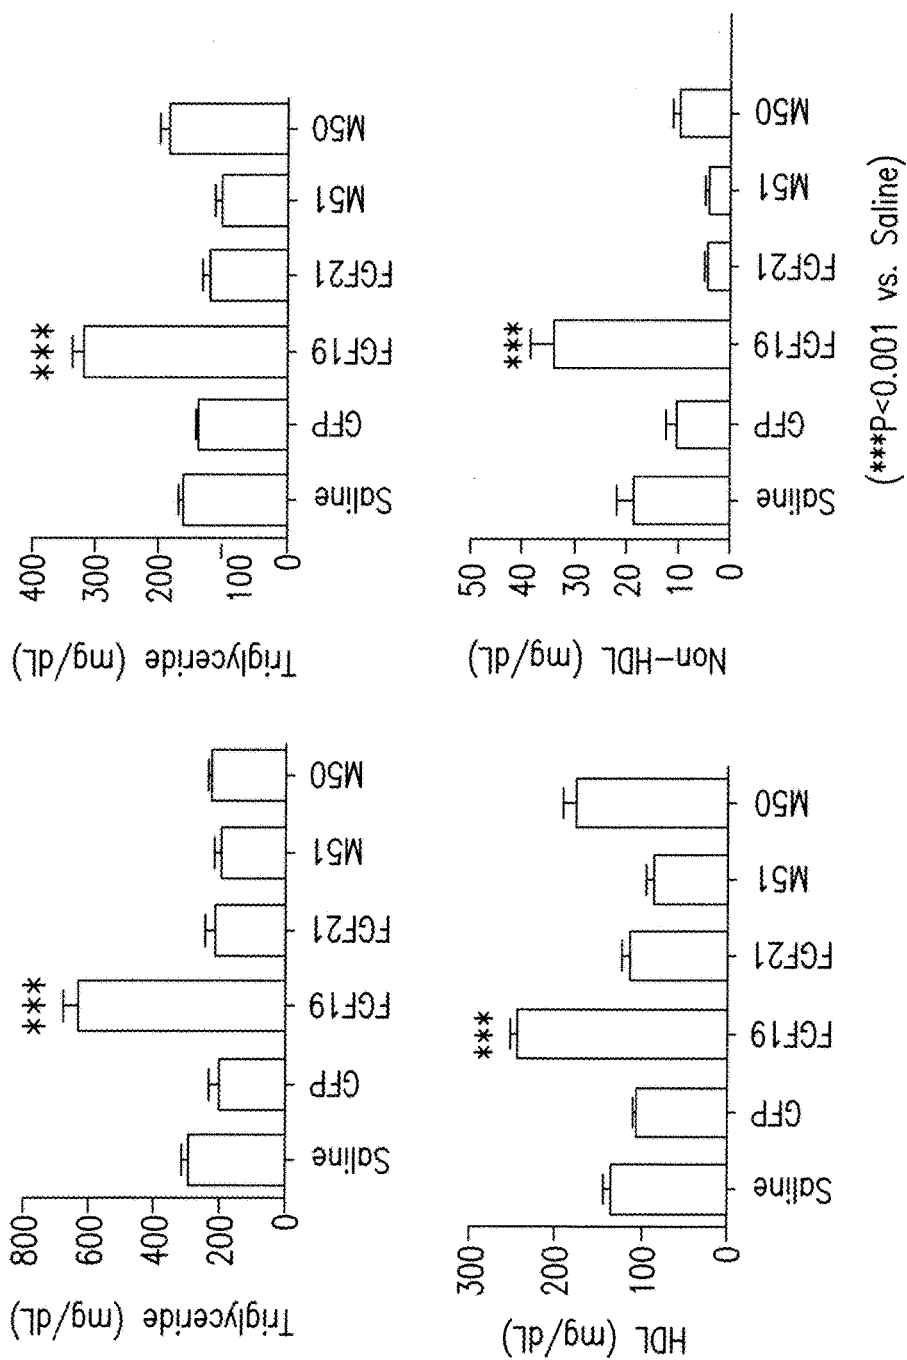 Triglyceride (mg/dL)
800
600
400
200
0
***
Saline
GFP
FGF19
FGF21
M51
M50
Triglyceride (mg/dL)
400
300
200
100
0
***
Saline
GFP
FGF19
FGF21
M51
M50
HDL (mg/dL)
300
200
100
0
***
Saline
GFP
FGF19
FGF21
M51
M50
Non-HDL (mg/dL)
50
40
30
20
10
0
***
Saline
GFP
FGF19
FGF21
M51
M50
(***P<0.001 vs. Saline)